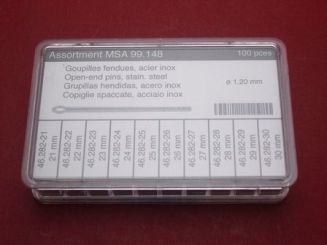 Assortment MSA 99.148 100 pces
Goupilles fendues, acier inox
Open-end pins, stain. steel
Grupillas hendidas, acero inox
Copiglie spaccate, acciaio inox
ø 1.20 mm
46.282-21 21 mm
46.282-22 22 mm
46.282-23 23 mm
46.282-24 24 mm
46.282-25 25 mm
46.282-26 26 mm
46.282-27 27 mm
46.282-28 28 mm
46.282-29 29 mm
46.282-30 30 mm